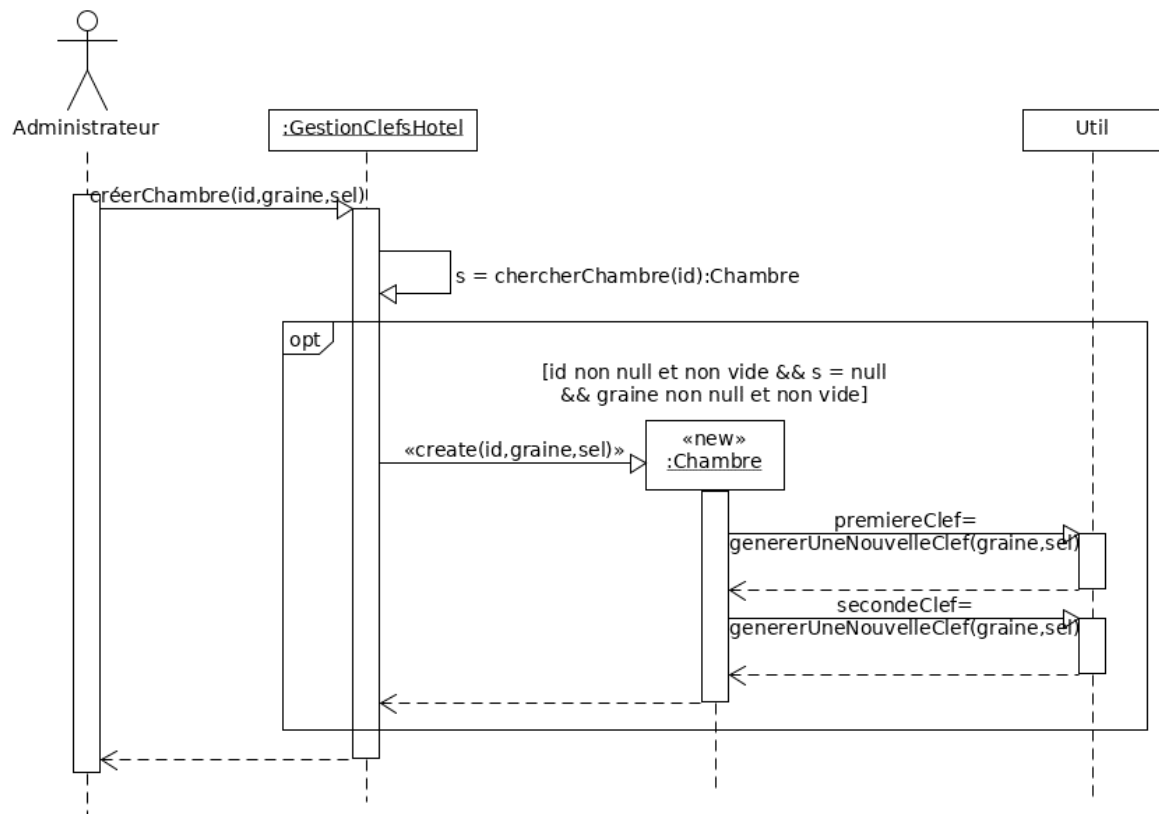 Administrateur
:GestionClefsHotel
Util
créerChambre(id,graine,sel)
s = chercherChambre(id):Chambre
opt
[id non null et non vide && s = null
&& graine non null et non vide]
«create(id,graine,sel)»
«new»
:Chambre
premiereClef=
genererUneNouvelleClef(graine,sel)
secondeClef=
genererUneNouvelleClef(graine,sel)